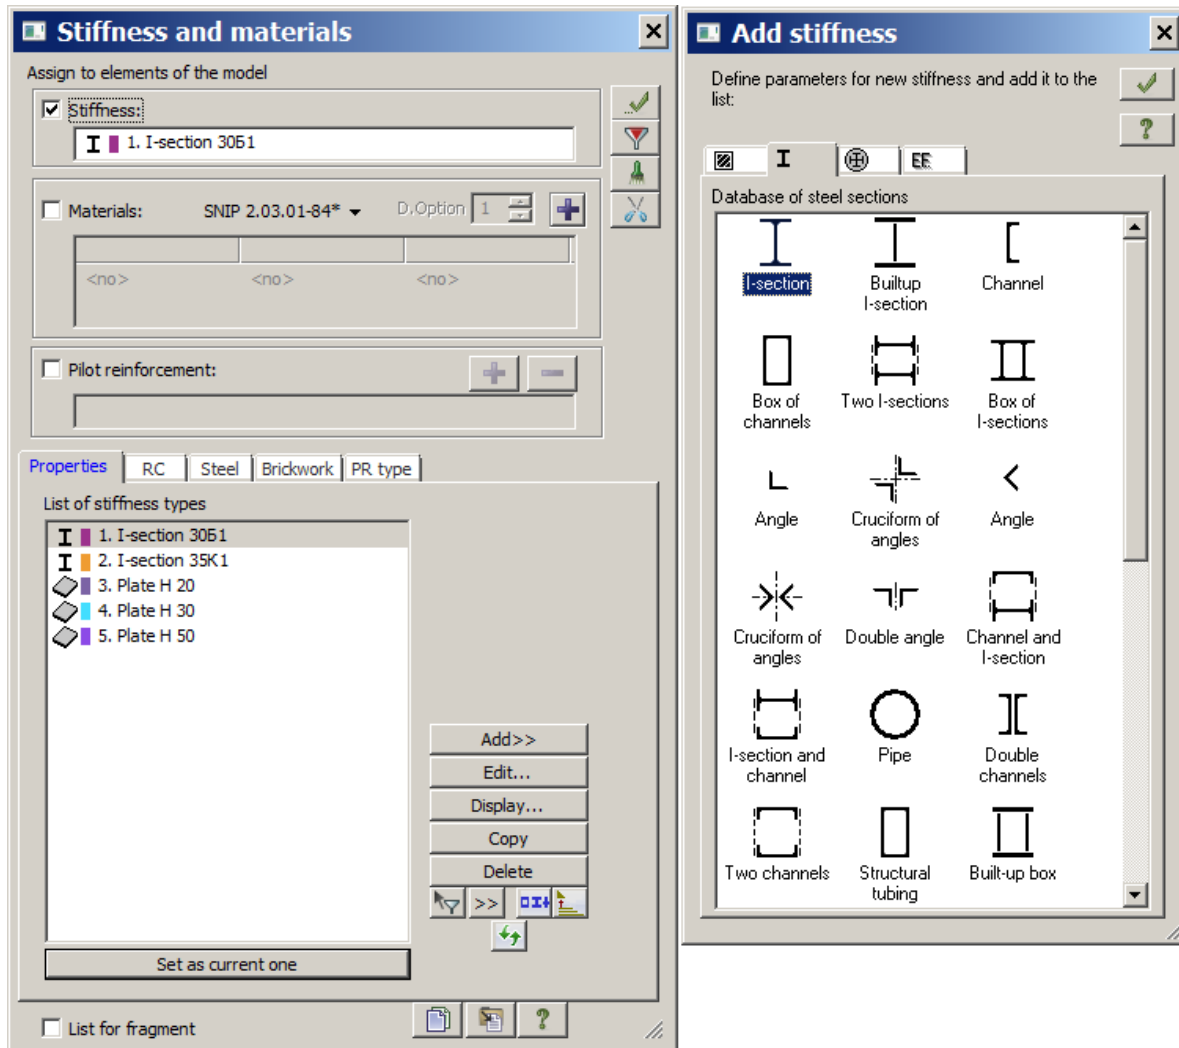 Stiffness and materials
Assign to elements of the model
Stiffness:
1. I-section 30Б1
Materials:
SNIP 2.03.01-84*
D.Option
1
<no>
<no>
<no>
Pilot reinforcement:
Properties
RC
Steel
Brickwork
PR type
List of stiffness types
1. I-section 30Б1
2. I-section 35К1
3. Plate H 20
4. Plate H 30
5. Plate H 50
Add>>
Edit...
Display...
Copy
Delete
>>
Set as current one
List for fragment
Add stiffness
Define parameters for new stiffness and add it to the
list:
Database of steel sections
I-section
Builtup
I-section
Channel
Box of
channels
Two I-sections
Box of
I-sections
Angle
Cruciform of
angles
Angle
Cruciform of
angles
Double angle
Channel and
I-section
I-section and
channel
Pipe
Double
channels
Two channels
Structural
tubing
Built-up box